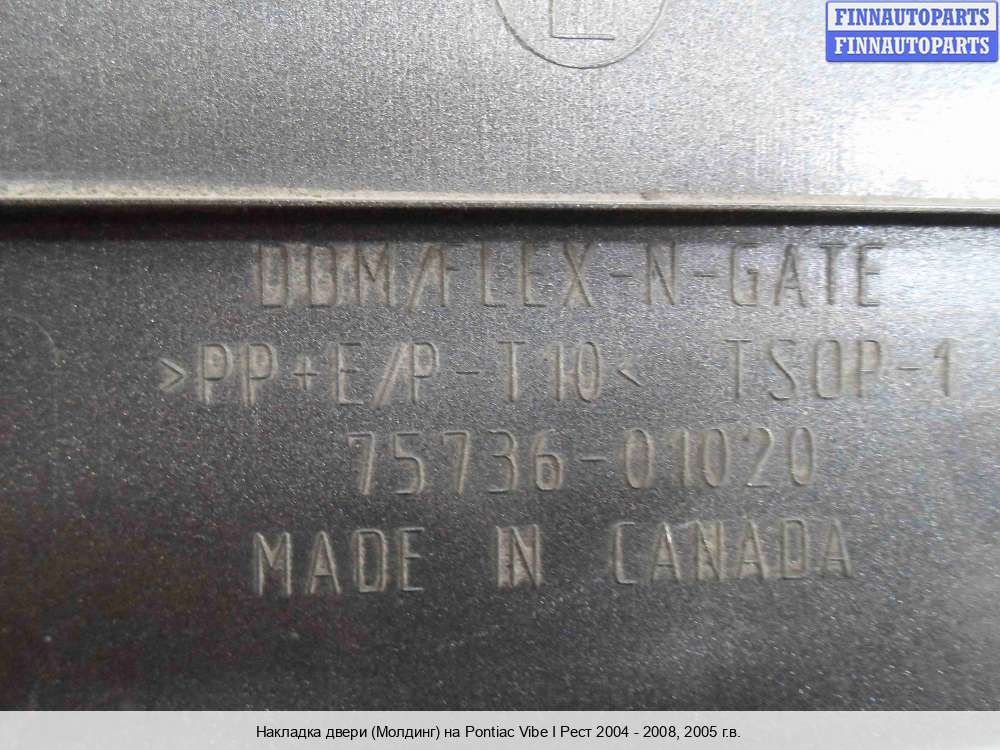 FINNAUTOPARTS
FINNAUTOPARTS
L
DDM/FLEX-N-GATE
>PP+E/P-T10< TSOP-1
75736-01020
MADE IN CANADA
Накладка двери (Молдинг) на Pontiac Vibe I Рест 2004 - 2008, 2005 г.в.